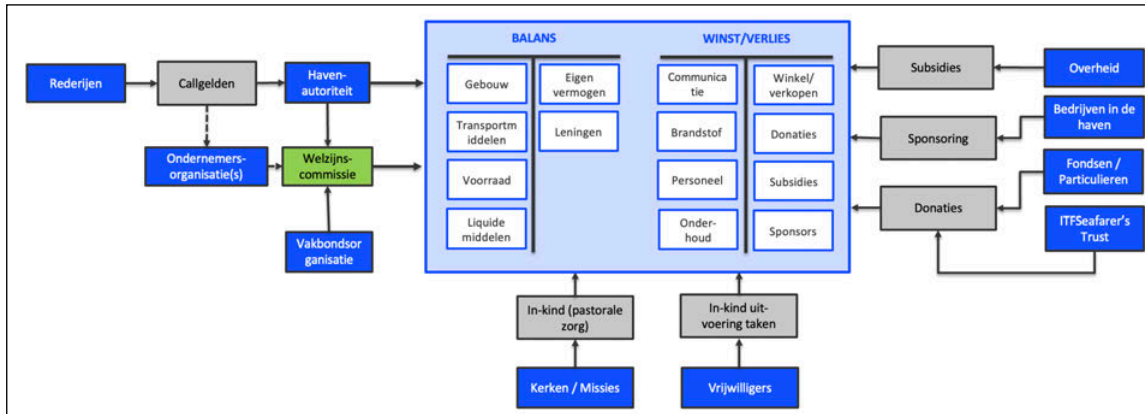 BALANS
WINST/VERLIES
Rederijen
Callgelden
Haven-
autoriteit
Ondernemers-
organisatie(s)
Welzijns-
commissie
Vakbondsor
ganisatie
Gebouw
Eigen
vermogen
Transportm
iddelen
Leningen
Voorraad
Liquide
middelen
Communica
tie
Winkel/
verkopen
Brandstof
Donaties
Personeel
Subsidies
Onder-
houd
Sponsors
Subsidies
Overheid
Sponsoring
Bedrijven in de
haven
Donaties
Fondsen /
Particulieren
ITFSeafarer's
Trust
In-kind (pastorale
zorg)
In-kind uit-
voering taken
Kerken / Missies
Vrijwilligers